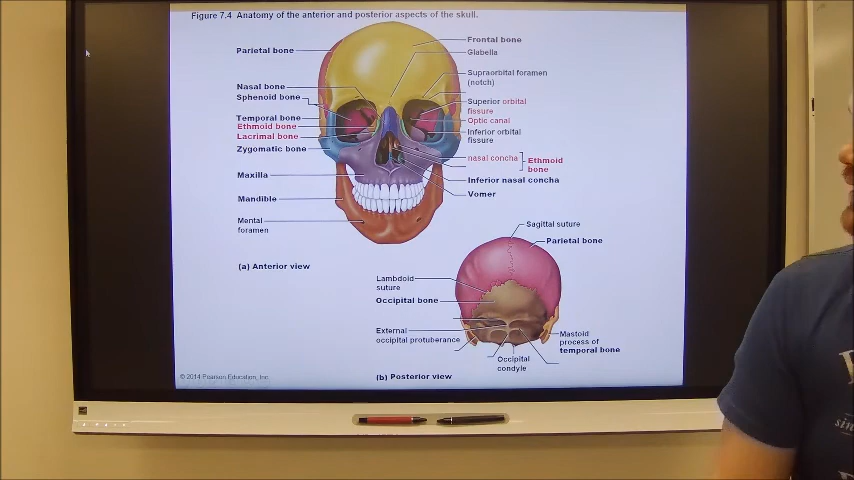 Figure 7.4 Anatomy of the anterior and posterior aspects of the skull.
Parietal bone
Nasal bone
Sphenoid bone
Temporal bone
Ethmoid bone
Lacrimal bone
Zygomatic bone
Maxilla
Mandible
Mental
foramen
Frontal bone
Glabella
Supraorbital foramen
(notch)
Superior orbital
fissure
Optic canal
Inferior orbital
fissure
nasal concha
Ethmoid
bone
Inferior nasal concha
Vomer
(a) Anterior view
Sagittal suture
Parietal bone
Lambdoid
suture
Occipital bone
External
occipital protuberance
Mastoid
process of
temporal bone
Occipital
condyle
(b) Posterior view
© 2014 Pearson Education, Inc.